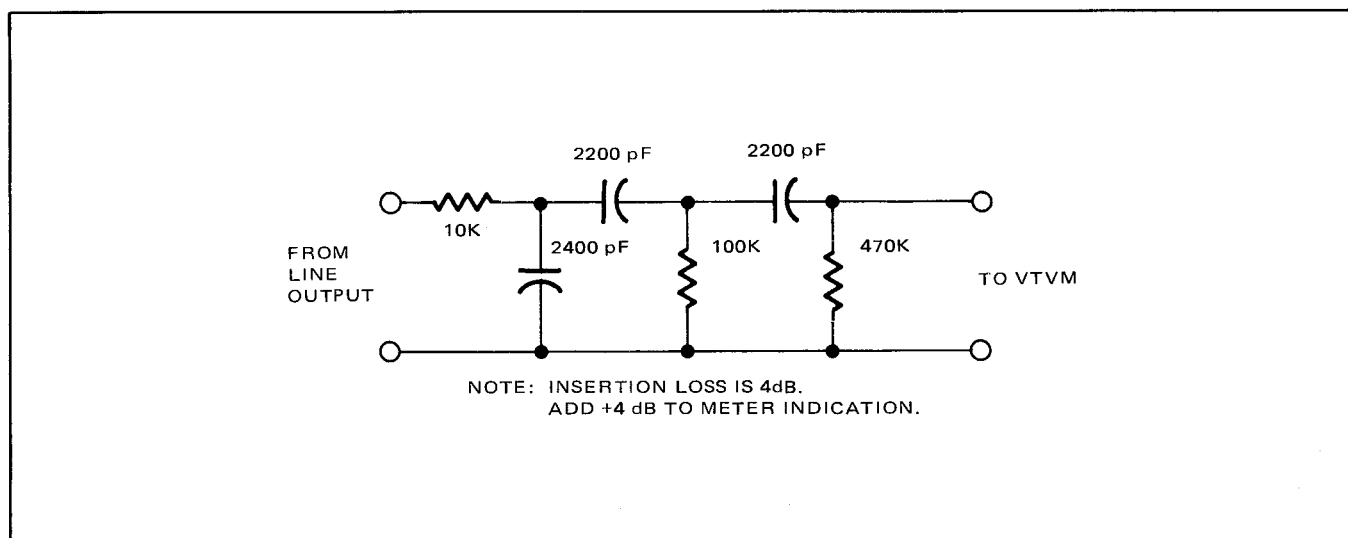 2200 pF
2200 pF
10K
2400 pF
100K
470K
FROM
LINE
OUTPUT
TO VTVM
NOTE: INSERTION LOSS IS 4dB.
ADD +4 dB TO METER INDICATION.